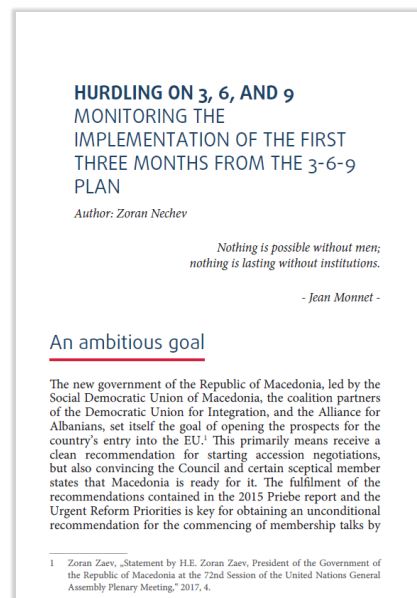 HURDLING ON 3, 6, AND 9
MONITORING THE
IMPLEMENTATION OF THE FIRST
THREE MONTHS FROM THE 3-6-9
PLAN
Author: Zoran Nechev
Nothing is possible without men;
nothing is lasting without institutions.
- Jean Monnet -
An ambitious goal
The new government of the Republic of Macedonia, led by the
Social Democratic Union of Macedonia, the coalition partners
of the Democratic Union for Integration, and the Alliance for
Albanians, set itself the goal of opening the prospects for the
country's entry into the EU.¹ This primarily means receive a
clean recommendation for starting accession negotiations,
but also convincing the Council and certain sceptical member
states that Macedonia is ready for it. The fulfilment of the
recommendations contained in the 2015 Priebe report and the
Urgent Reform Priorities is key for obtaining an unconditional
recommendation for the commencing of membership talks by
1 Zoran Zaev, „Statement by H.E. Zoran Zaev, President of the Government of
the Republic of Macedonia at the 72nd Session of the United Nations General
Assembly Plenary Meeting,” 2017, 4.